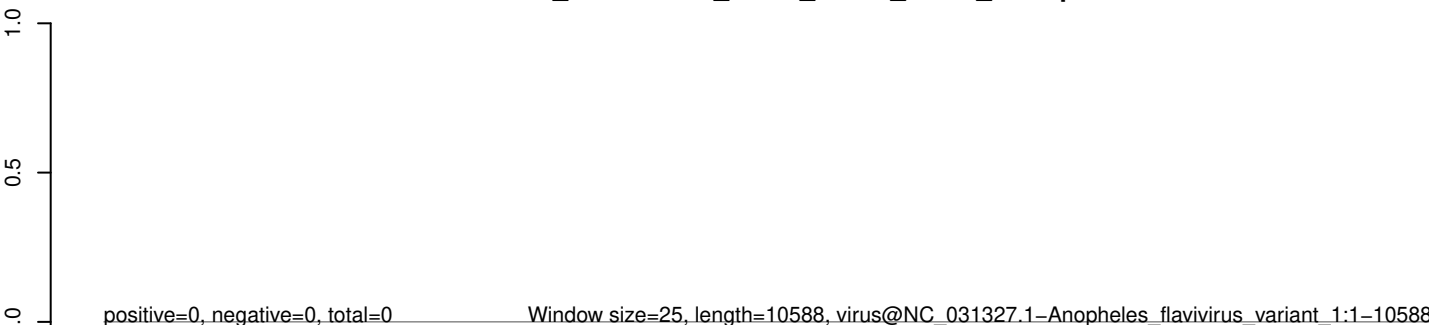 1.0
0.5
.0
positive=0, negative=0, total=0 Window size=25, length=10588, virus@NC_031327.1−Anopheles_flavivirus_variant_1:1−10588